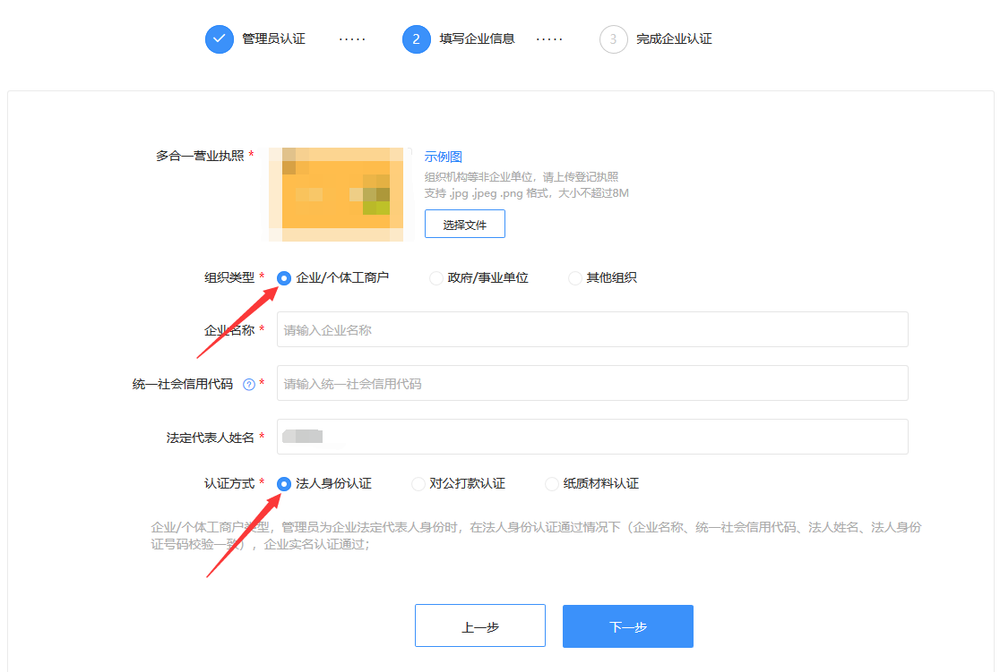 管理员认证 ····· 2 填写企业信息 ····· 3 完成企业认证
多合一营业执照 *
示例图
组织机构等非企业单位，请上传登记执照
支持 .jpg .jpeg .png 格式，大小不超过8M
选择文件
组织类型 * 企业/个体工商户 政府/事业单位 其他组织
企业名称 * 请输入企业名称
统一社会信用代码 ? * 请输入统一社会信用代码
法定代表人姓名 *
认证方式 * 法人身份认证 对公打款认证 纸质材料认证
企业/个体工商户类型，管理员为企业法定代表人身份时，在法人身份认证通过情况下（企业名称、统一社会信用代码、法人姓名、法人身份
证号码校验一致），企业实名认证通过；
上一步 下一步